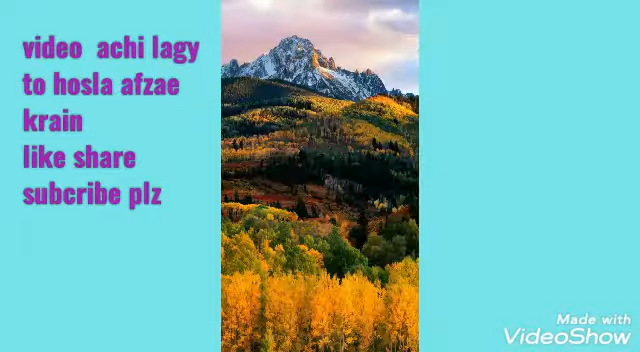 video achi lagy
to hosla afzae
krain
like share
subcribe plz
Made with
VideoShow